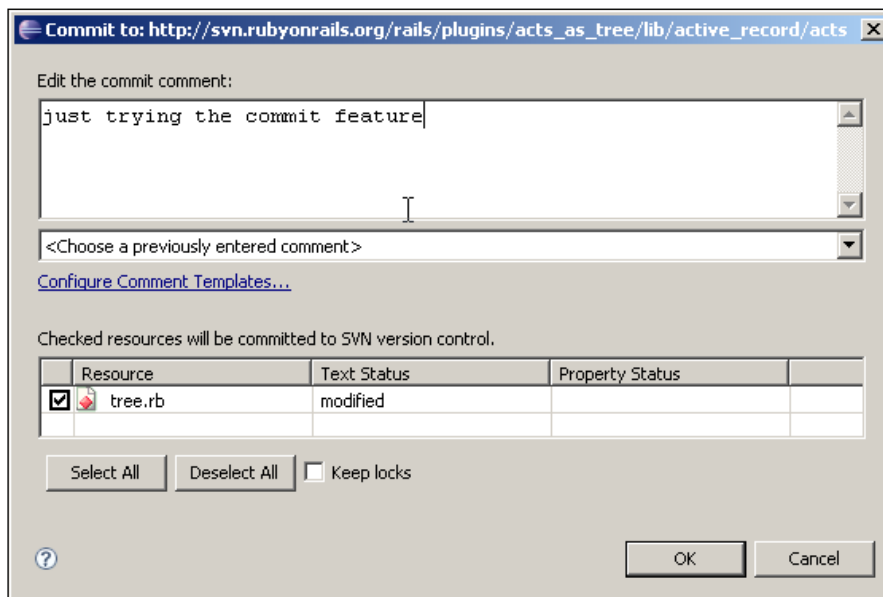 Commit to: http://svn.rubyonrails.org/rails/plugins/acts_as_tree/lib/active_record/acts
Edit the commit comment:
just trying the commit feature
<Choose a previously entered comment>
Configure Comment Templates...
Checked resources will be committed to SVN version control.
Resource Text Status Property Status
tree.rb modified
Select All Deselect All Keep locks
? OK Cancel